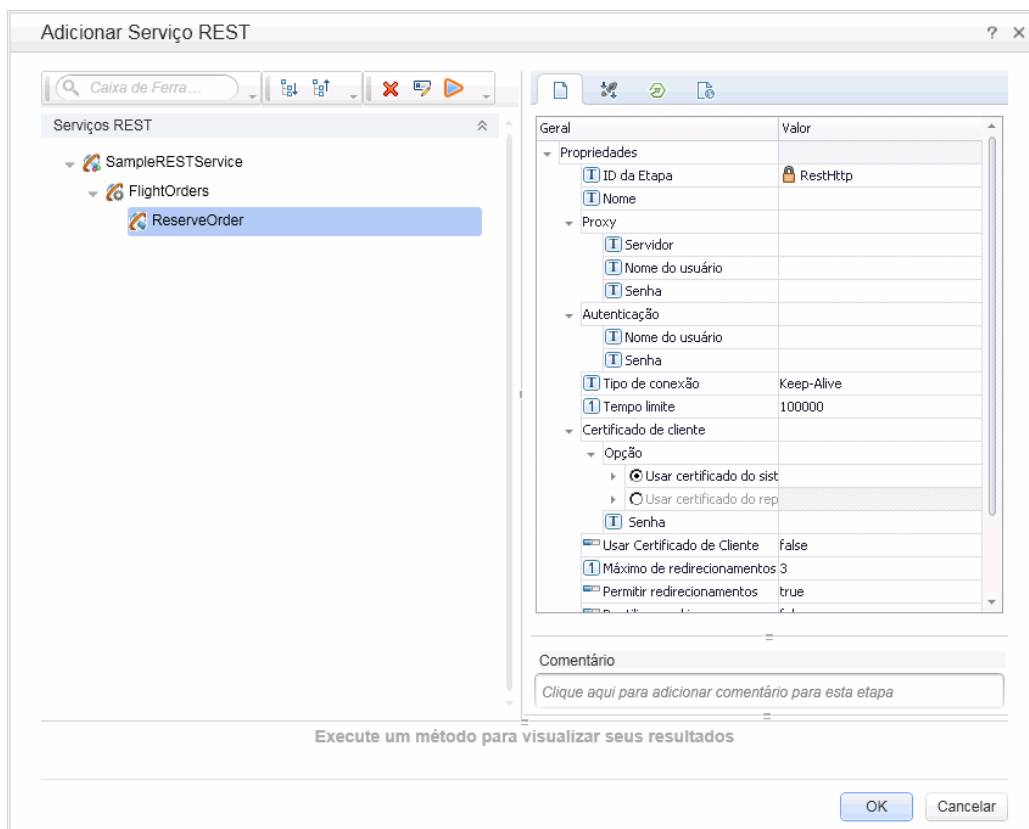 Adicionar Serviço REST
Caixa de Ferra...
Serviços REST
SampleRESTService
FlightOrders
ReserveOrder
Geral Valor
Propriedades
ID da Etapa RestHttp
Nome
Proxy
Servidor
Nome do usuário
Senha
Autenticação
Nome do usuário
Senha
Tipo de conexão Keep-Alive
Tempo limite 100000
Certificado de cliente
Opção
Usar certificado do sist
Usar certificado do rep
Senha
Usar Certificado de Cliente false
Máximo de redirecionamentos 3
Permitir redirecionamentos true
Comentário
Clique aqui para adicionar comentário para esta etapa
Execute um método para visualizar seus resultados
OK Cancelar